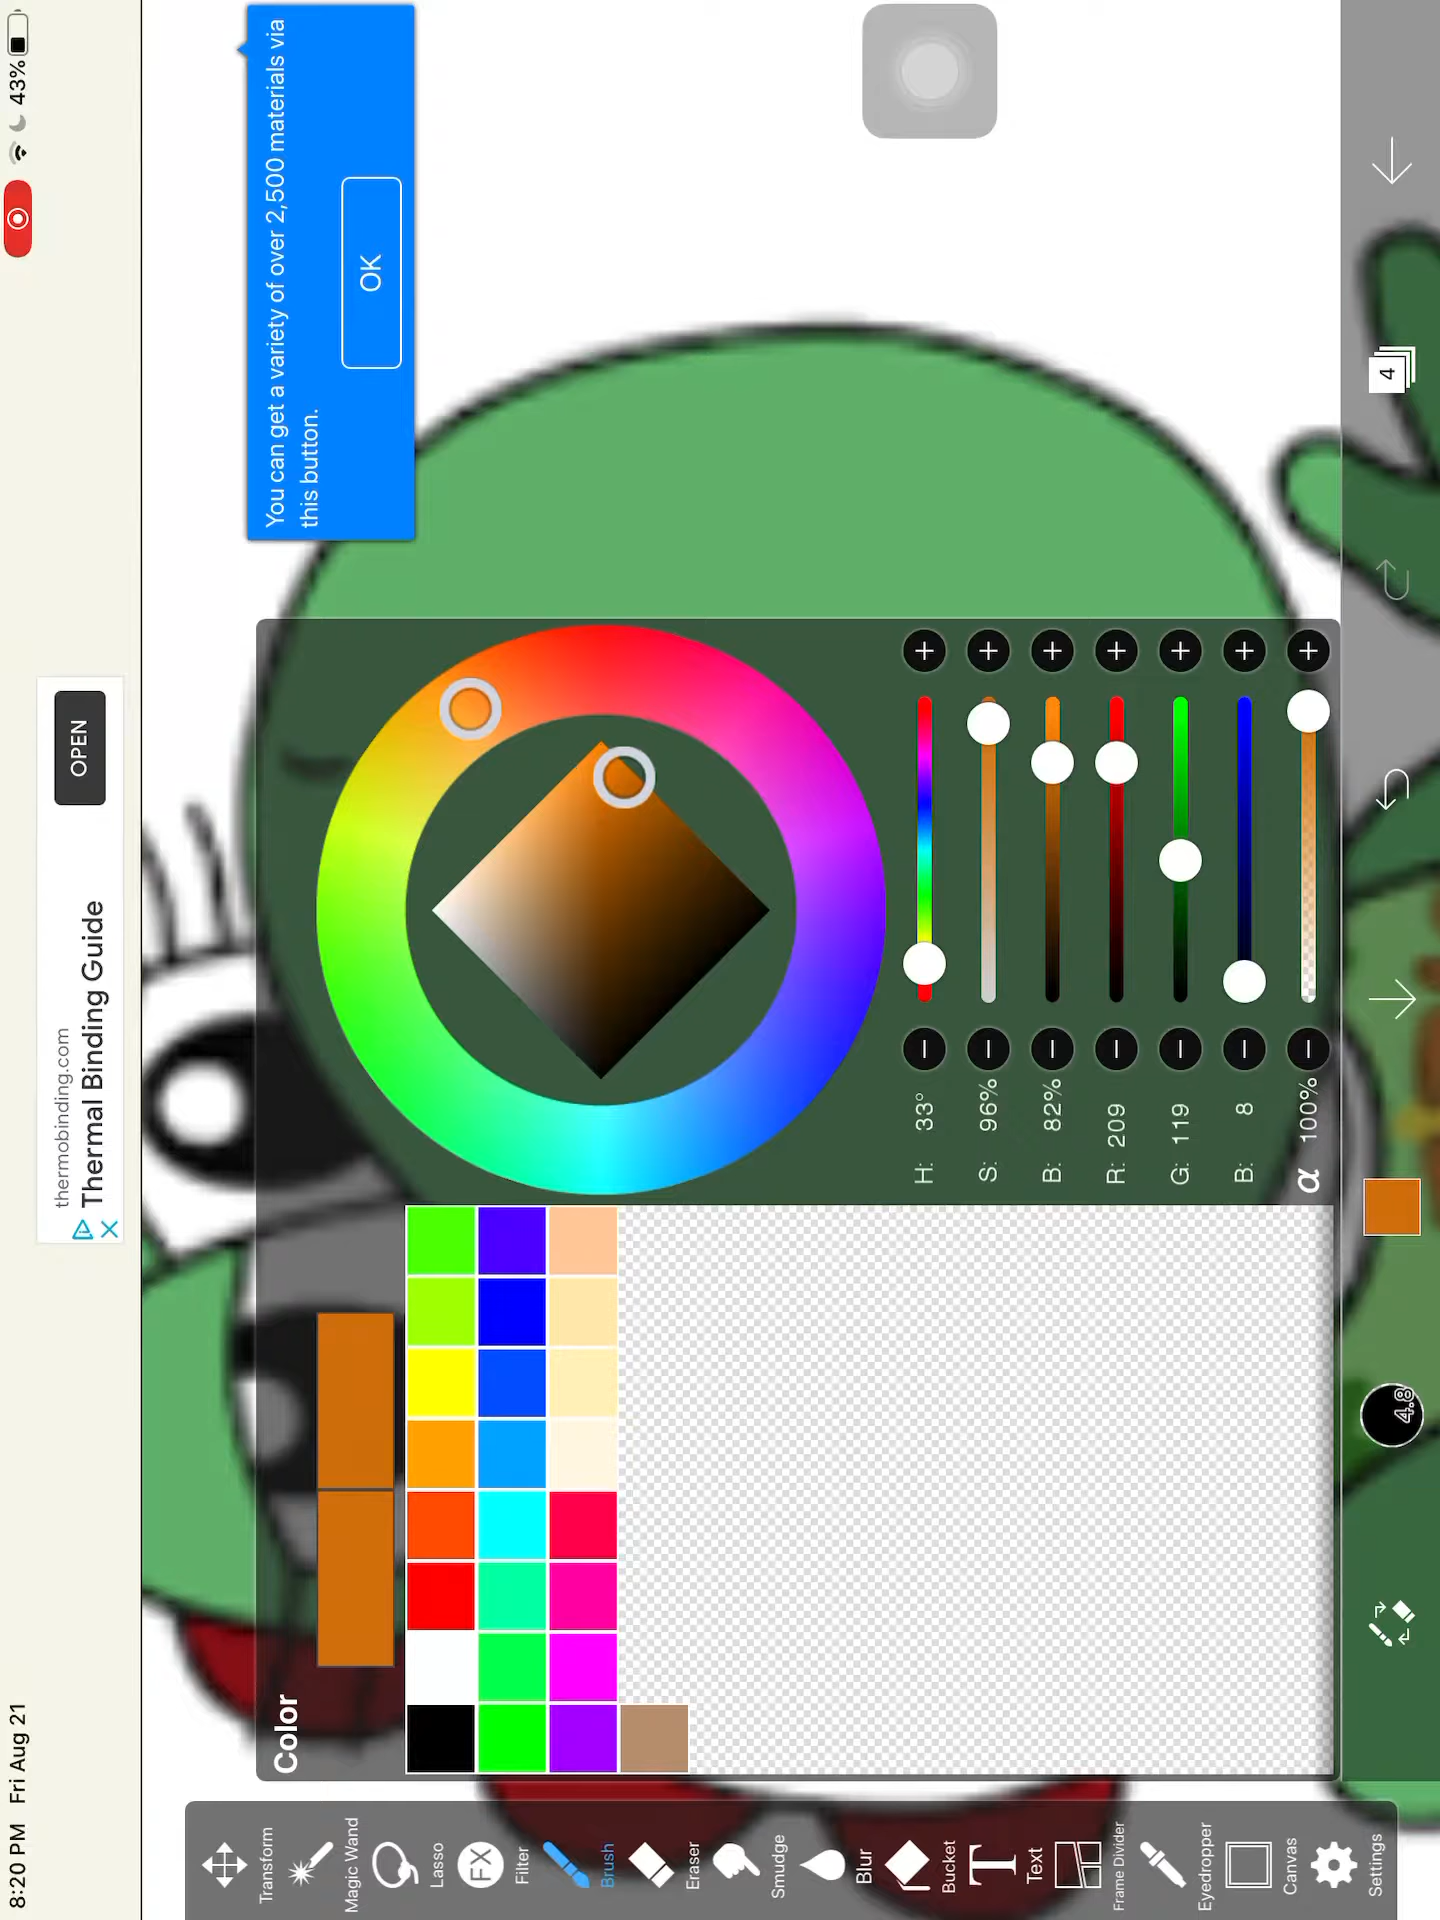 8:20 PM Fri Aug 21
43%
thermobinding.com
Thermal Binding Guide
OPEN
You can get a variety of over 2,500 materials via
this button.
OK
Color
H: 33°
S: 96%
B: 82%
R: 209
G: 119
B: 8
α 100%
Transform
Magic Wand
Lasso
FX
Filter
Brush
Eraser
Smudge
Blur
Bucket
T
Text
Frame Divider
Eyedropper
Canvas
Settings
4.8
4